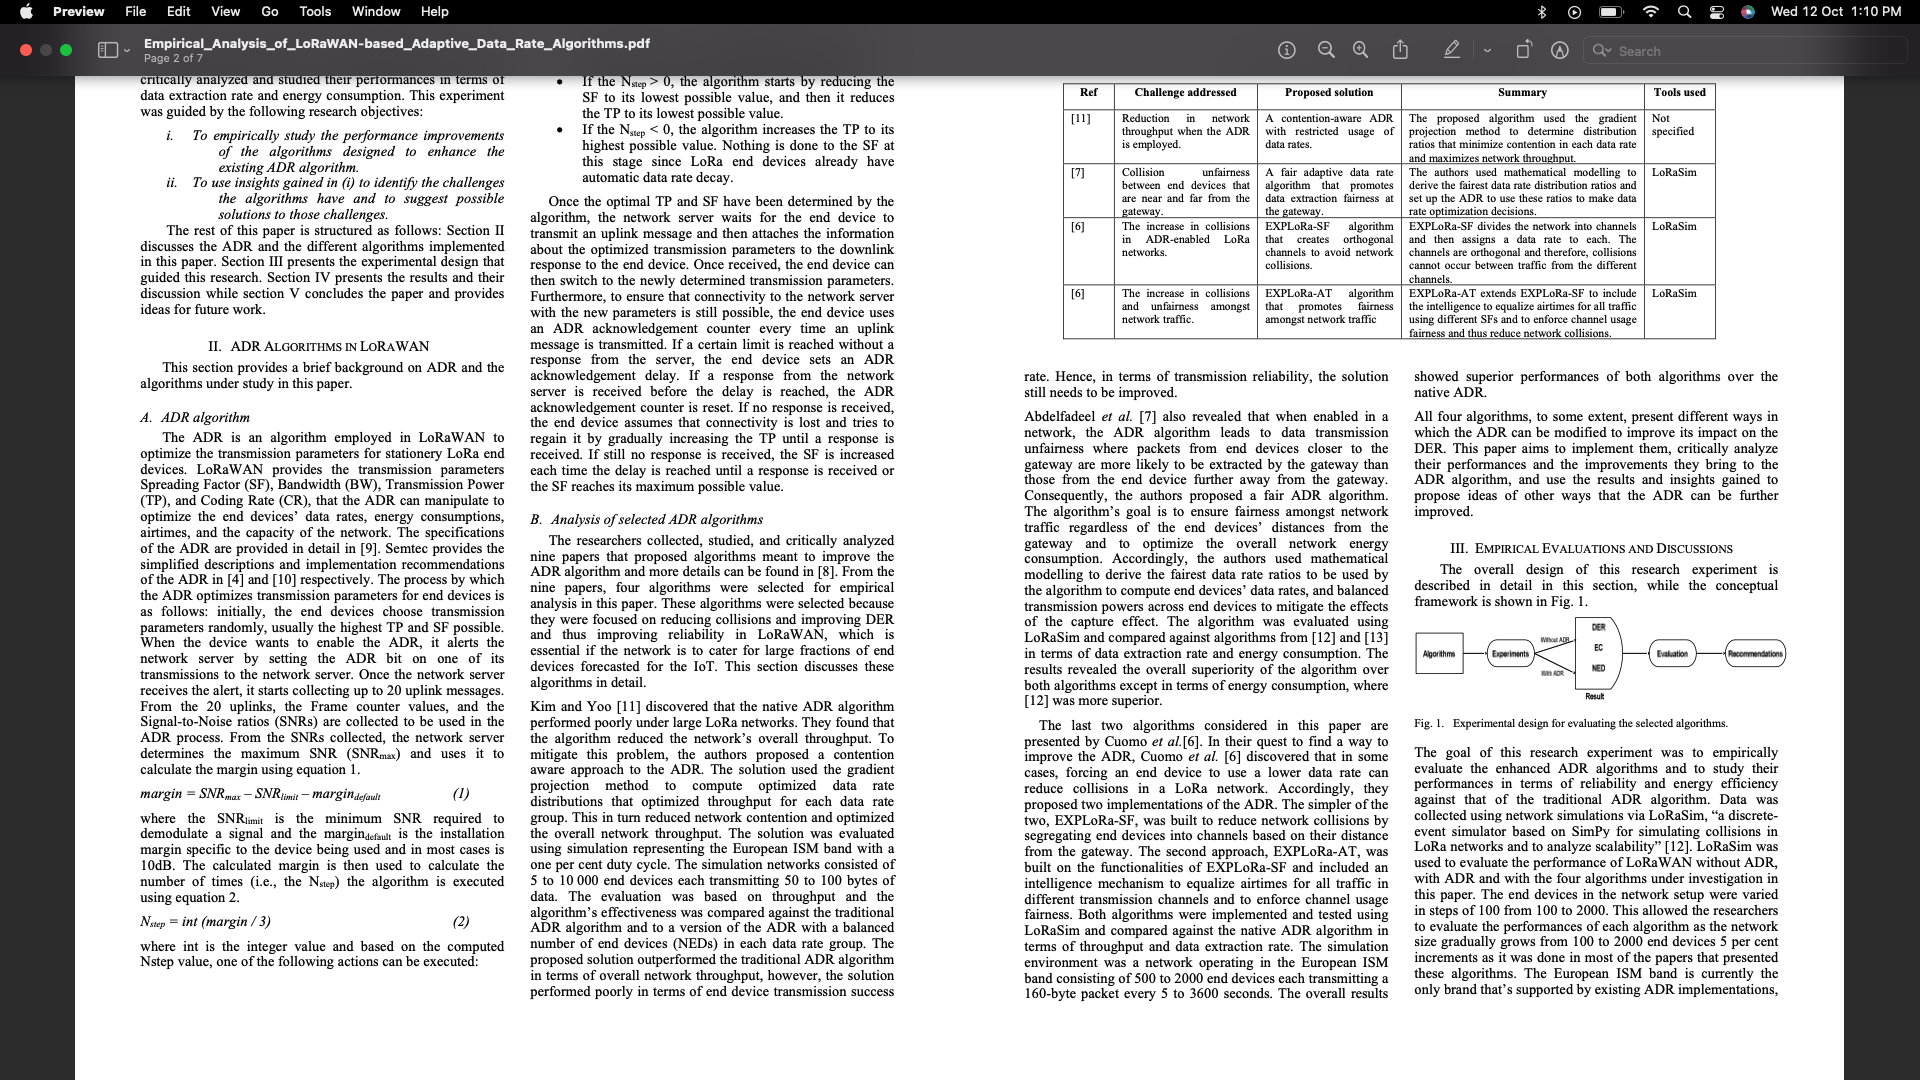 Preview File Edit View Go Tools Window Help
Wed 12 Oct 1:10 PM
Empirical_Analysis_of_LoRaWAN-based_Adaptive_Data_Rate_Algorithms.pdf
Page 2 of 7
Search
critically analyzed and studied their performances in terms of
data extraction rate and energy consumption. This experiment
was guided by the following research objectives:
i. To empirically study the performance improvements
of the algorithms designed to enhance the
existing ADR algorithm.
ii. To use insights gained in (i) to identify the challenges
the algorithms have and to suggest possible
solutions to those challenges.
The rest of this paper is structured as follows: Section II
discusses the ADR and the different algorithms implemented
in this paper. Section III presents the experimental design that
guided this research. Section IV presents the results and their
discussion while section V concludes the paper and provides
ideas for future work.
II. ADR ALGORITHMS IN LORAWAN
This section provides a brief background on ADR and the
algorithms under study in this paper.
A. ADR algorithm
The ADR is an algorithm employed in LoRaWAN to
optimize the transmission parameters for stationery LoRa end
devices. LoRaWAN provides the transmission parameters
Spreading Factor (SF), Bandwidth (BW), Transmission Power
(TP), and Coding Rate (CR), that the ADR can manipulate to
optimize the end devices' data rates, energy consumptions,
airtimes, and the capacity of the network. The specifications
of the ADR are provided in detail in [9]. Semtec provides the
simplified descriptions and implementation recommendations
of the ADR in [4] and [10] respectively. The process by which
the ADR optimizes transmission parameters for end devices is
as follows: initially, the end devices choose transmission
parameters randomly, usually the highest TP and SF possible.
When the device wants to enable the ADR, it alerts the
network server by setting the ADR bit on one of its
transmissions to the network server. Once the network server
receives the alert, it starts collecting up to 20 uplink messages.
From the 20 uplinks, the Frame counter values, and the
Signal-to-Noise ratios (SNRs) are collected to be used in the
ADR process. From the SNRs collected, the network server
determines the maximum SNR (SNRmax) and uses it to
calculate the margin using equation 1.
margin = SNRmax – SNRlimit – margindefault (1)
where the SNRlimit is the minimum SNR required to
demodulate a signal and the margindefault is the installation
margin specific to the device being used and in most cases is
10dB. The calculated margin is then used to calculate the
number of times (i.e., the Nstep) the algorithm is executed
using equation 2.
Nstep = int (margin / 3) (2)
where int is the integer value and based on the computed
Nstep value, one of the following actions can be executed:
• If the Nstep > 0, the algorithm starts by reducing the
SF to its lowest possible value, and then it reduces
the TP to its lowest possible value.
• If the Nstep < 0, the algorithm increases the TP to its
highest possible value. Nothing is done to the SF at
this stage since LoRa end devices already have
automatic data rate decay.
Once the optimal TP and SF have been determined by the
algorithm, the network server waits for the end device to
transmit an uplink message and then attaches the information
about the optimized transmission parameters to the downlink
response to the end device. Once received, the end device can
then switch to the newly determined transmission parameters.
Furthermore, to ensure that connectivity to the network server
with the new parameters is still possible, the end device uses
an ADR acknowledgement counter every time an uplink
message is transmitted. If a certain limit is reached without a
response from the server, the end device sets an ADR
acknowledgement delay. If a response from the network
server is received before the delay is reached, the ADR
acknowledgement counter is reset. If no response is received,
the end device assumes that connectivity is lost and tries to
regain it by gradually increasing the TP until a response is
received. If still no response is received, the SF is increased
each time the delay is reached until a response is received or
the SF reaches its maximum possible value.
B. Analysis of selected ADR algorithms
The researchers collected, studied, and critically analyzed
nine papers that proposed algorithms meant to improve the
ADR algorithm and more details can be found in [8]. From the
nine papers, four algorithms were selected for empirical
analysis in this paper. These algorithms were selected because
they were focused on reducing collisions and improving DER
and thus improving reliability in LoRaWAN, which is
essential if the network is to cater for large fractions of end
devices forecasted for the IoT. This section discusses these
algorithms in detail.
Kim and Yoo [11] discovered that the native ADR algorithm
performed poorly under large LoRa networks. They found that
the algorithm reduced the network's overall throughput. To
mitigate this problem, the authors proposed a contention
aware approach to the ADR. The solution used the gradient
projection method to compute optimized data rate
distributions that optimized throughput for each data rate
group. This in turn reduced network contention and optimized
the overall network throughput. The solution was evaluated
using simulation representing the European ISM band with a
one per cent duty cycle. The simulation networks consisted of
5 to 10 000 end devices each transmitting 50 to 100 bytes of
data. The evaluation was based on throughput and the
algorithm's effectiveness was compared against the traditional
ADR algorithm and to a version of the ADR with a balanced
number of end devices (NEDs) in each data rate group. The
proposed solution outperformed the traditional ADR algorithm
in terms of overall network throughput, however, the solution
performed poorly in terms of end device transmission success
Ref Challenge addressed Proposed solution Summary Tools used
[11] Reduction in network A contention-aware ADR The proposed algorithm used the gradient Not
throughput when the ADR with restricted usage of projection method to determine distribution specified
is employed. data rates. ratios that minimize contention in each data rate
and maximizes network throughput.
[7] Collision unfairness A fair adaptive data rate The authors used mathematical modelling to LoRaSim
between end devices that algorithm that promotes derive the fairest data rate distribution ratios and
are near and far from the data extraction fairness at set up the ADR to use these ratios to make data
gateway. the gateway. rate optimization decisions.
[6] The increase in collisions EXPLoRa-SF algorithm EXPLoRa-SF divides the network into channels LoRaSim
in ADR-enabled LoRa that creates orthogonal and then assigns a data rate to each. The
networks. channels to avoid network channels are orthogonal and therefore, collisions
collisions. cannot occur between traffic from the different
channels.
[6] The increase in collisions EXPLoRa-AT algorithm EXPLoRa-AT extends EXPLoRa-SF to include LoRaSim
and unfairness amongst that promotes fairness the intelligence to equalize airtimes for all traffic
network traffic. amongst network traffic using different SFs and to enforce channel usage
fairness and thus reduce network collisions.
rate. Hence, in terms of transmission reliability, the solution
still needs to be improved.
Abdelfadeel et al. [7] also revealed that when enabled in a
network, the ADR algorithm leads to data transmission
unfairness where packets from end devices closer to the
gateway are more likely to be extracted by the gateway than
those from the end device further away from the gateway.
Consequently, the authors proposed a fair ADR algorithm.
The algorithm's goal is to ensure fairness amongst network
traffic regardless of the end devices' distances from the
gateway and to optimize the overall network energy
consumption. Accordingly, the authors used mathematical
modelling to derive the fairest data rate ratios to be used by
the algorithm to compute end devices' data rates, and balanced
transmission powers across end devices to mitigate the effects
of the capture effect. The algorithm was evaluated using
LoRaSim and compared against algorithms from [12] and [13]
in terms of data extraction rate and energy consumption. The
results revealed the overall superiority of the algorithm over
both algorithms except in terms of energy consumption, where
[12] was more superior.
The last two algorithms considered in this paper are
presented by Cuomo et al.[6]. In their quest to find a way to
improve the ADR, Cuomo et al. [6] discovered that in some
cases, forcing an end device to use a lower data rate can
reduce collisions in a LoRa network. Accordingly, they
proposed two implementations of the ADR. The simpler of the
two, EXPLoRa-SF, was built to reduce network collisions by
segregating end devices into channels based on their distance
from the gateway. The second approach, EXPLoRa-AT, was
built on the functionalities of EXPLoRa-SF and included an
intelligence mechanism to equalize airtimes for all traffic in
different transmission channels and to enforce channel usage
fairness. Both algorithms were implemented and tested using
LoRaSim and compared against the native ADR algorithm in
terms of throughput and data extraction rate. The simulation
environment was a network operating in the European ISM
band consisting of 500 to 2000 end devices each transmitting a
160-byte packet every 5 to 3600 seconds. The overall results
showed superior performances of both algorithms over the
native ADR.
All four algorithms, to some extent, present different ways in
which the ADR can be modified to improve its impact on the
DER. This paper aims to implement them, critically analyze
their performances and the improvements they bring to the
ADR algorithm, and use the results and insights gained to
propose ideas of other ways that the ADR can be further
improved.
III. EMPIRICAL EVALUATIONS AND DISCUSSIONS
The overall design of this research experiment is
described in detail in this section, while the conceptual
framework is shown in Fig. 1.
Algorithms Experiments Without ADR With ADR DER EC NED Result Evaluation Recommendations
Fig. 1. Experimental design for evaluating the selected algorithms.
The goal of this research experiment was to empirically
evaluate the enhanced ADR algorithms and to study their
performances in terms of reliability and energy efficiency
against that of the traditional ADR algorithm. Data was
collected using network simulations via LoRaSim, "a discrete-
event simulator based on SimPy for simulating collisions in
LoRa networks and to analyze scalability" [12]. LoRaSim was
used to evaluate the performance of LoRaWAN without ADR,
with ADR and with the four algorithms under investigation in
this paper. The end devices in the network setup were varied
in steps of 100 from 100 to 2000. This allowed the researchers
to evaluate the performances of each algorithm as the network
size gradually grows from 100 to 2000 end devices 5 per cent
increments as it was done in most of the papers that presented
these algorithms. The European ISM band is currently the
only brand that's supported by existing ADR implementations,